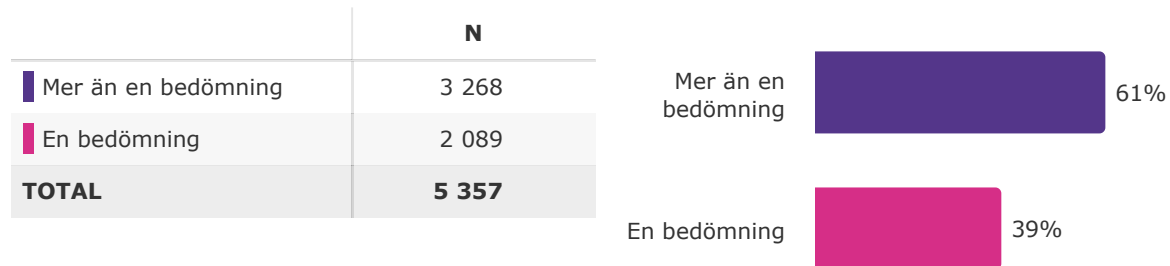 N
Mer än en bedömning 3 268
En bedömning 2 089
TOTAL 5 357
Mer än en
bedömning
61%
En bedömning
39%